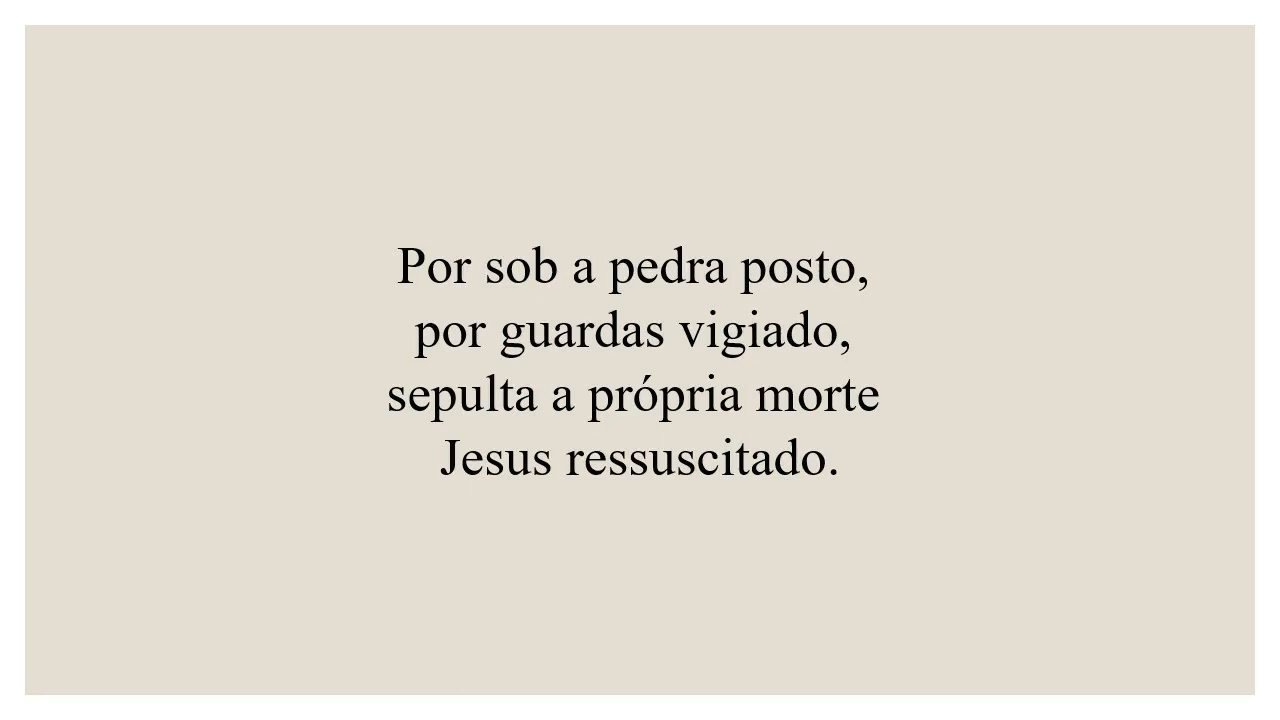 Por sob a pedra posto,
por guardas vigiado,
sepulta a própria morte
Jesus ressuscitado.